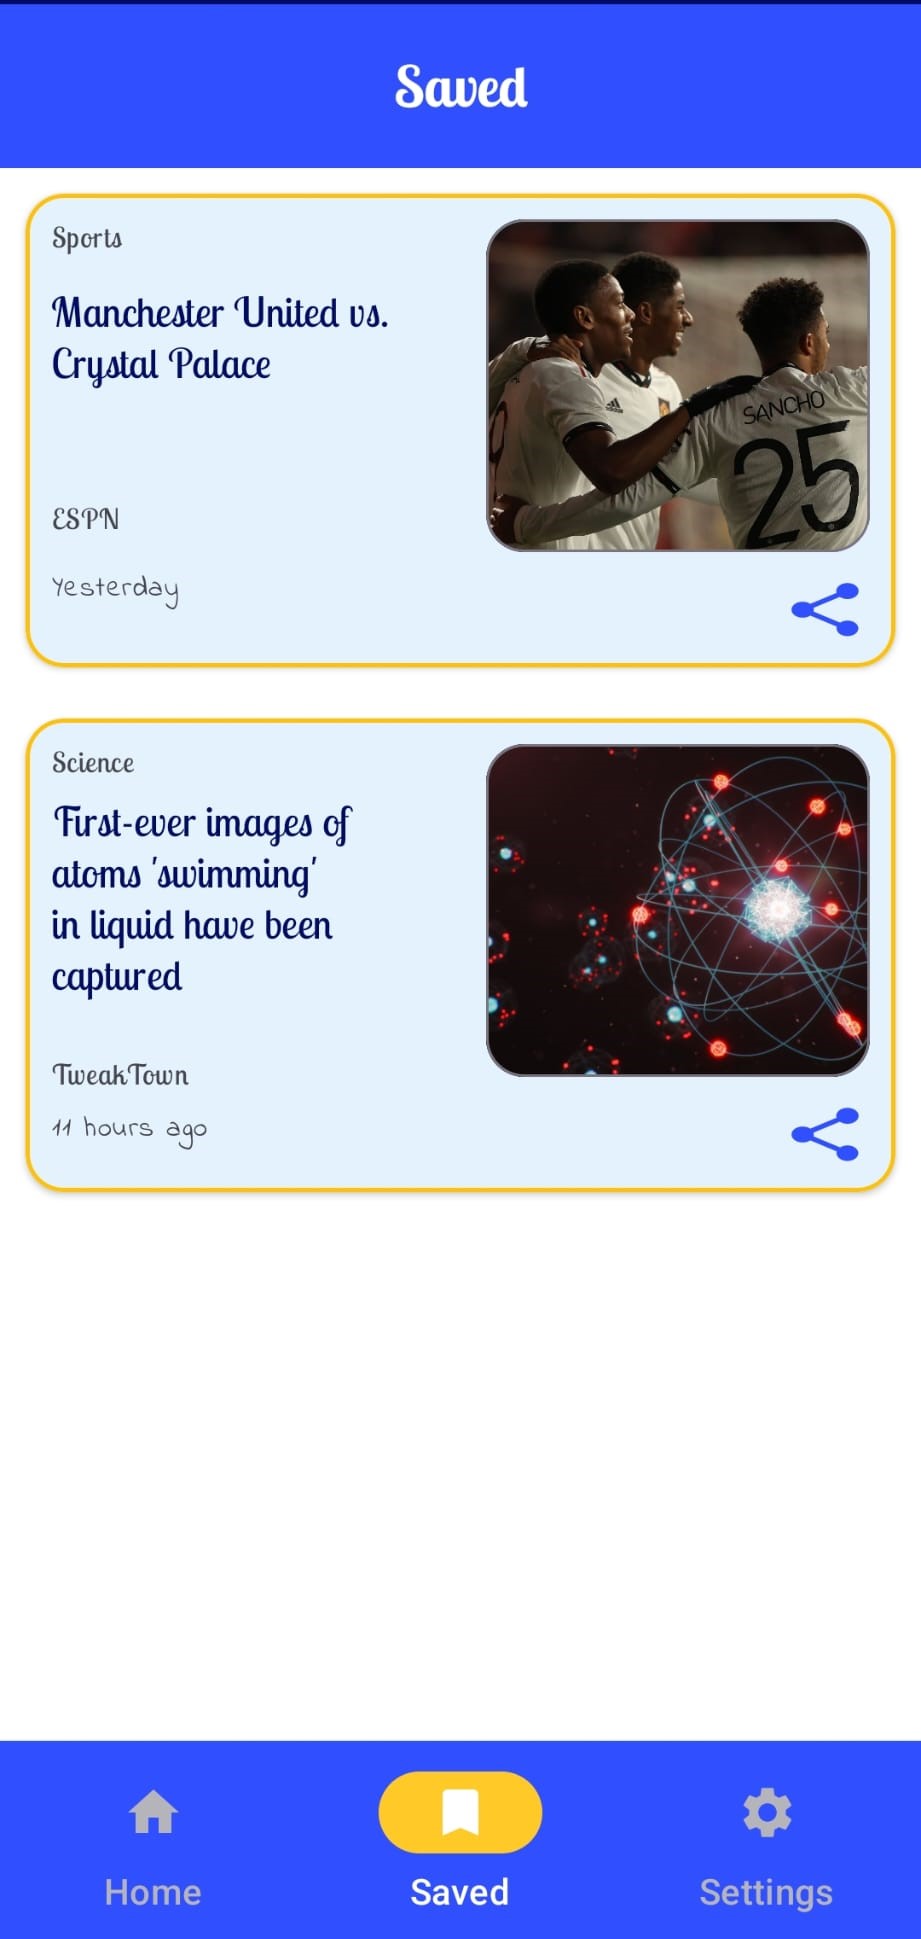 Saved
Sports
Manchester United vs.
Crystal Palace
SANCHO
25
ESPN
Yesterday
Science
First-ever images of
atoms 'swimming'
in liquid have been
captured
TweakTown
11 hours ago
Home
Saved
Settings